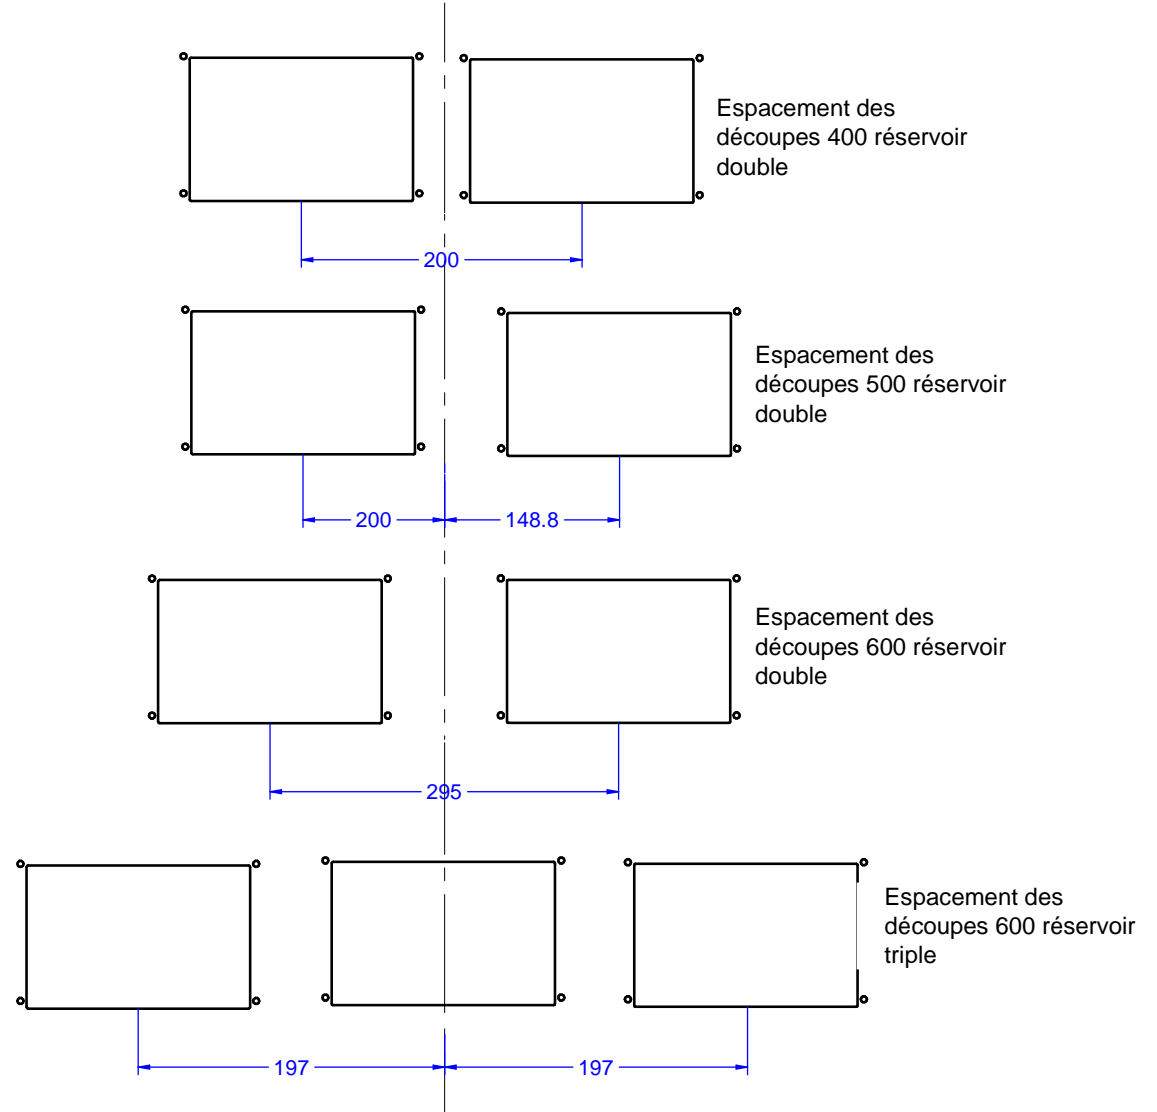 Espacement des
découpes 400 réservoir
double
200
Espacement des
découpes 500 réservoir
double
200
148.8
Espacement des
découpes 600 réservoir
double
295
Espacement des
découpes 600 réservoir
triple
197
197